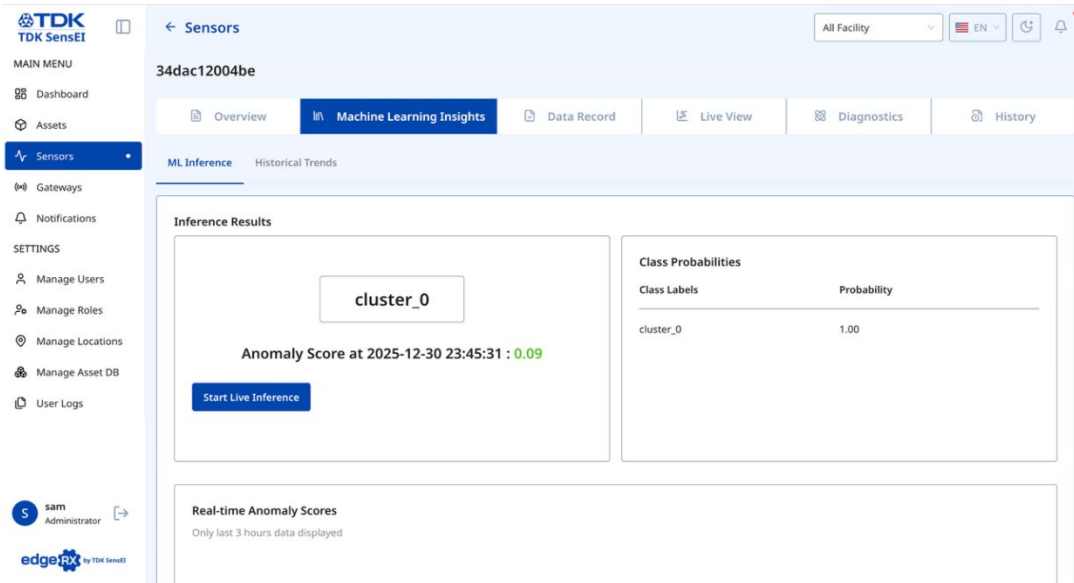 TDK
TDK SensEI
MAIN MENU
Dashboard
Assets
Sensors
Gateways
Notifications
SETTINGS
Manage Users
Manage Roles
Manage Locations
Manage Asset DB
User Logs
S
sam
Administrator
edgeRX by TDK SensEI
← Sensors
All Facility
EN
34dac12004be
Overview
Machine Learning Insights
Data Record
Live View
Diagnostics
History
ML Inference
Historical Trends
Inference Results
cluster_0
Anomaly Score at 2025-12-30 23:45:31 : 0.09
Start Live Inference
Class Probabilities
Class Labels Probability
cluster_0 1.00
Real-time Anomaly Scores
Only last 3 hours data displayed